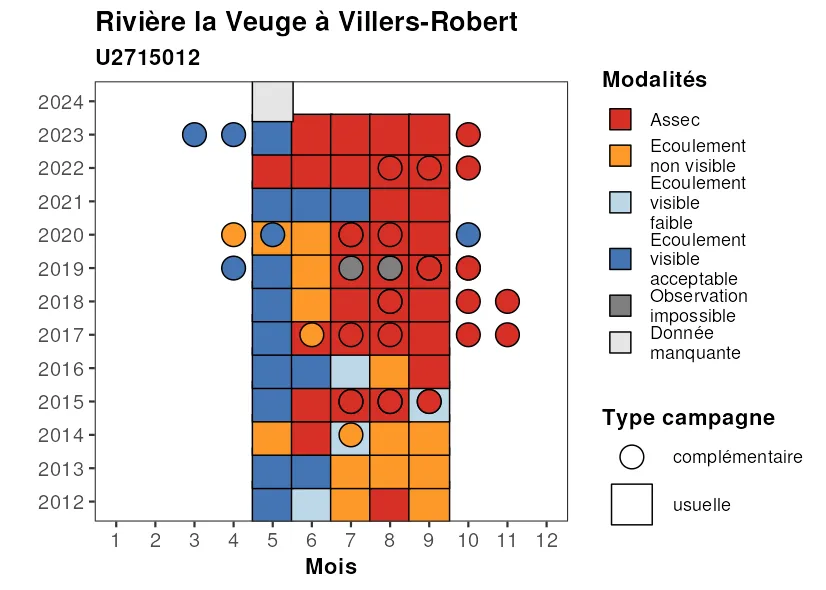 Rivière la Veuge à Villers-Robert
U2715012
2024
2023
2022
2021
2020
2019
2018
2017
2016
2015
2014
2013
2012
1 2 3 4 5 6 7 8 9 10 11 12
Mois
Modalités
Assec
Ecoulement
non visible
Ecoulement
visible
faible
Ecoulement
visible
acceptable
Observation
impossible
Donnée
manquante
Type campagne
complémentaire
usuelle